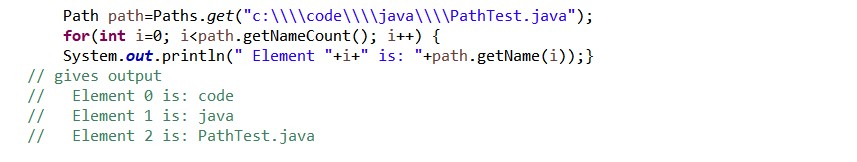 Path path=Paths.get("c:\\\\code\\\\java\\\\PathTest.java");
for(int i=0; i<path.getNameCount(); i++) {
System.out.println(" Element "+i+" is: "+path.getName(i));}
// gives output
//   Element 0 is: code
//   Element 1 is: java
//   Element 2 is: PathTest.java